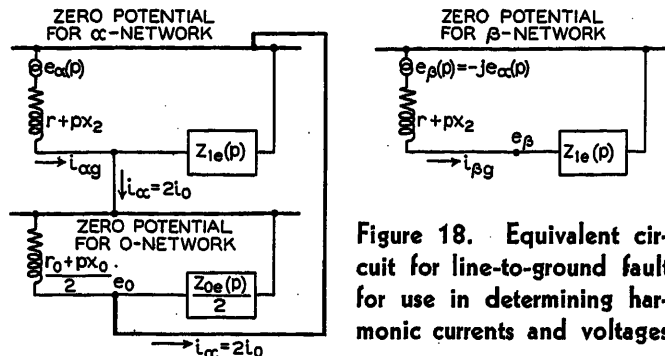 ZERO POTENTIAL
FOR α-NETWORK
eα(p)
r+px₂
Z₁e(p)
iαg
iα=2i₀
ZERO POTENTIAL
FOR O-NETWORK
r₀+px₀
2
e₀
Z₀e(p)
2
iα=2i₀
ZERO POTENTIAL
FOR β-NETWORK
eβ(p)=-jeα(p)
r+px₂
eβ
Z₁e(p)
iβg
Figure 18. Equivalent cir-
cuit for line-to-ground fault
for use in determining har-
monic currents and voltages